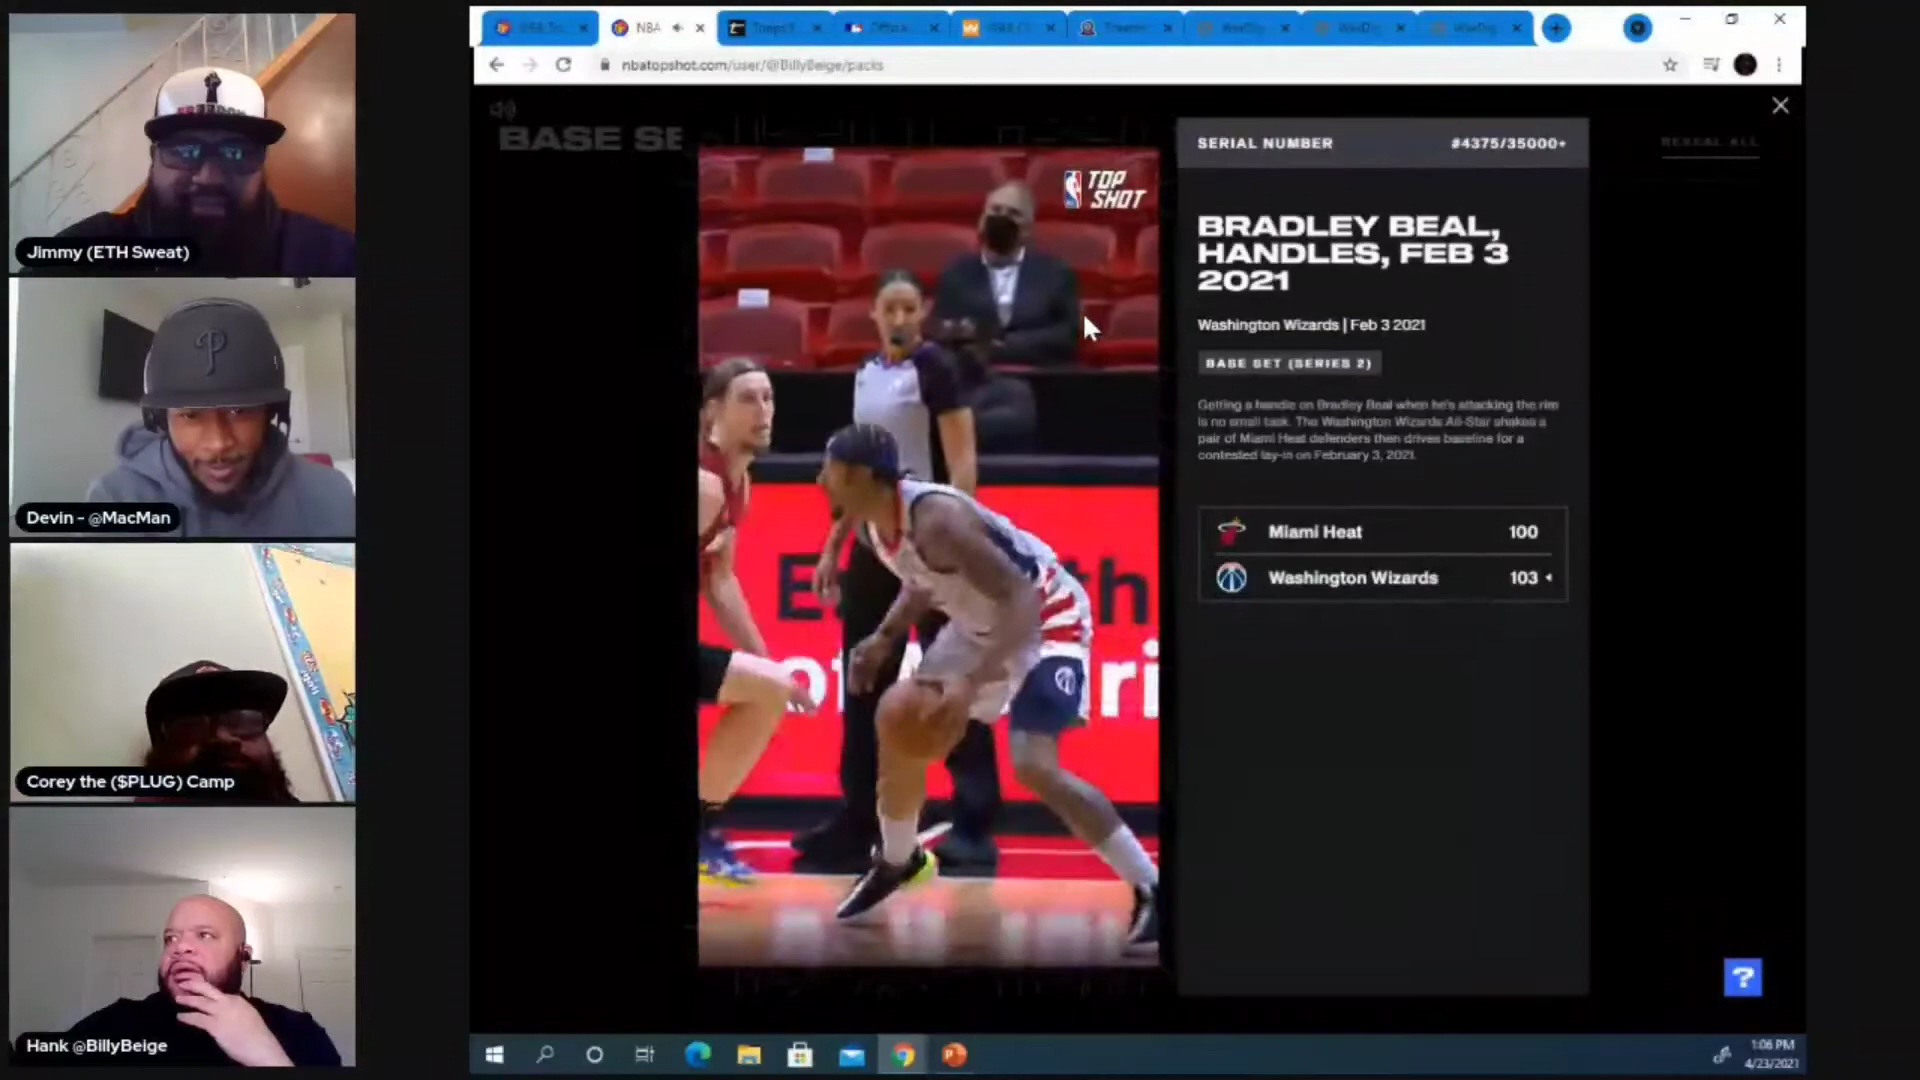 FREEDOM
Jimmy (ETH Sweat)
P
Devin - @MacMan
Corey the ($PLUG) Camp
Hank @BillyBeige
NBA
nbatopshot.com/user/@BillyBeige/packs
BASE SE
REVEAL ALL
TOP
SHOT
SERIAL NUMBER #4375/35000+
BRADLEY BEAL,
HANDLES, FEB 3
2021
Washington Wizards | Feb 3 2021
BASE SET (SERIES 2)
Getting a handle on Bradley Beal when he's attacking the rim
is no small task. The Washington Wizards All-Star shakes a
pair of Miami Heat defenders then drives baseline for a
contested lay-in on February 3, 2021.
Miami Heat 100
Washington Wizards 103
?
1:06 PM
4/23/2021